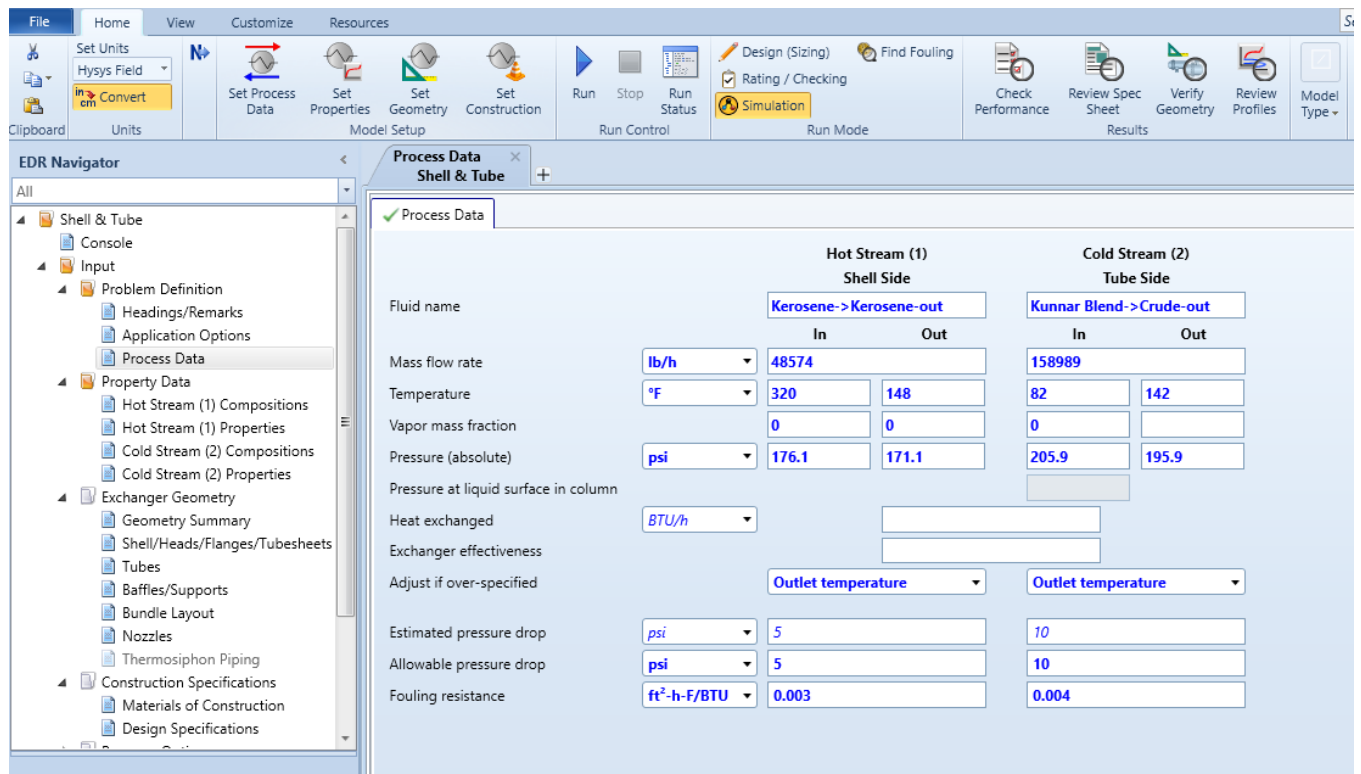 File Home View Customize Resources
Set Units
Hysys Field
in cm Convert
Clipboard Units
Set Process Data
Set Properties
Set Geometry
Set Construction
Model Setup
Run Stop Run Status
Run Control
Design (Sizing) Find Fouling
Rating / Checking
Simulation
Run Mode
Check Performance
Review Spec Sheet
Verify Geometry
Review Profiles
Results
Model Type
EDR Navigator
All
Shell & Tube
Console
Input
Problem Definition
Headings/Remarks
Application Options
Process Data
Property Data
Hot Stream (1) Compositions
Hot Stream (1) Properties
Cold Stream (2) Compositions
Cold Stream (2) Properties
Exchanger Geometry
Geometry Summary
Shell/Heads/Flanges/Tubesheets
Tubes
Baffles/Supports
Bundle Layout
Nozzles
Thermosiphon Piping
Construction Specifications
Materials of Construction
Design Specifications
Process Data
Shell & Tube
Process Data
Hot Stream (1) Cold Stream (2)
Shell Side Tube Side
Fluid name Kerosene->Kerosene-out Kunnar Blend->Crude-out
In Out In Out
Mass flow rate lb/h 48574 158989
Temperature °F 320 148 82 142
Vapor mass fraction 0 0 0
Pressure (absolute) psi 176.1 171.1 205.9 195.9
Pressure at liquid surface in column
Heat exchanged BTU/h
Exchanger effectiveness
Adjust if over-specified Outlet temperature Outlet temperature
Estimated pressure drop psi 5 10
Allowable pressure drop psi 5 10
Fouling resistance ft²-h-F/BTU 0.003 0.004